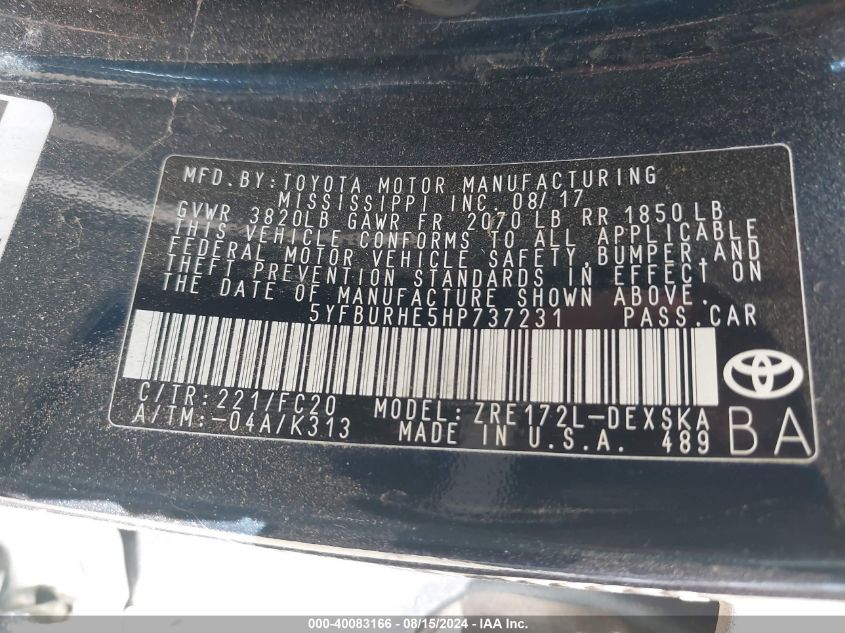 MFD.BY:TOYOTA MOTOR MANUFACTURING
MISSISSIPPI INC. 08/17
GVWR 3820LB GAWR FR 2070 LB RR 1850 LB
THIS VEHICLE CONFORMS TO ALL APPLICABLE
FEDERAL MOTOR VEHICLE SAFETY,BUMPER,AND
THEFT PREVENTION STANDARDS IN EFFECT ON
THE DATE OF MANUFACTURE SHOWN ABOVE.
5YFBURHE5HP737231 PASS.CAR
C/TR:221/FC20 MODEL:ZRE172L-DEXSKA
A/TM:-04A/K313 MADE IN U.S.A. 489
BA
000-40083166 - 08/15/2024 - IAA Inc.